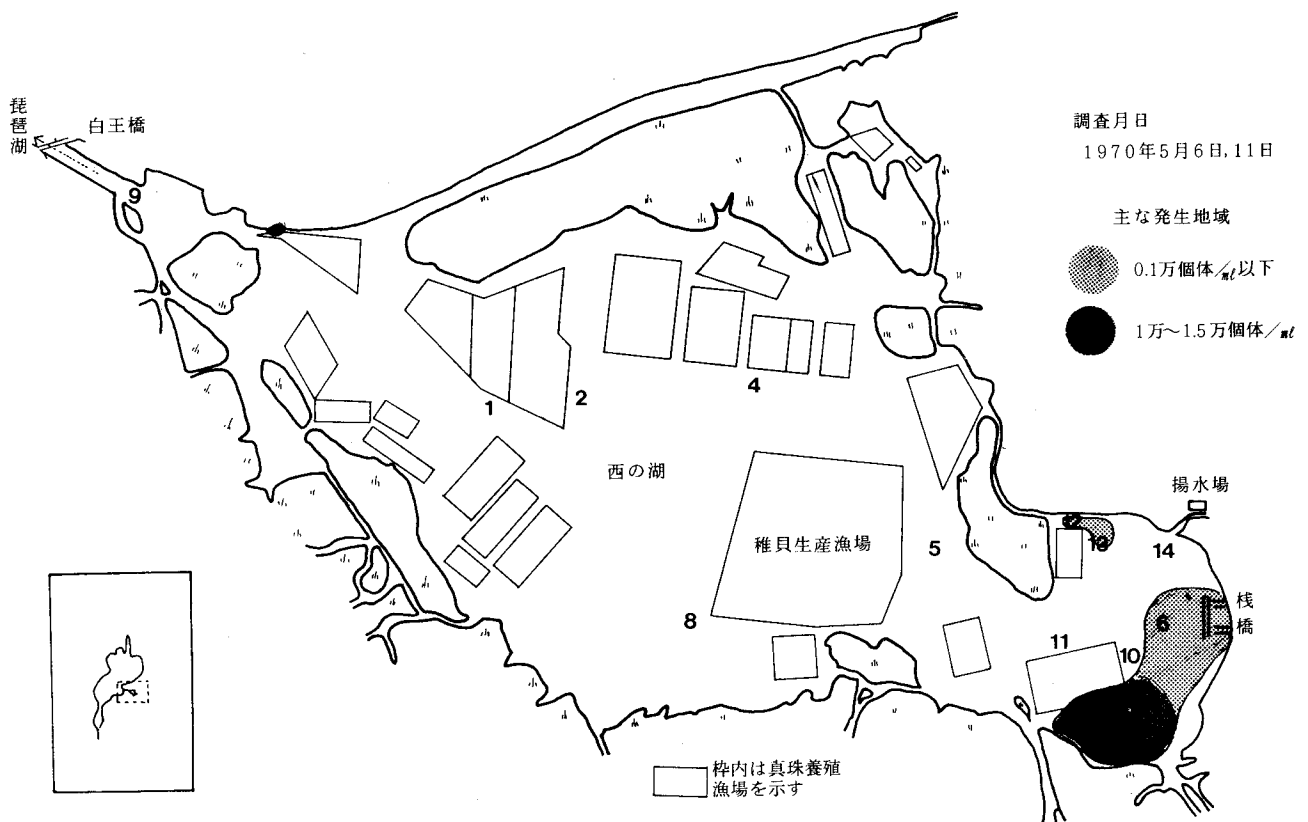 琵琶湖
白王橋
9
調査月日
1970年5月6日,11日
主な発生地域
0.1万個体/ml以下
1万～1.5万個体/ml
1
2
4
西の湖
稚貝生産漁場
5
8
揚水場
12
13
14
6
桟橋
11
10
枠内は真珠養殖
漁場を示す